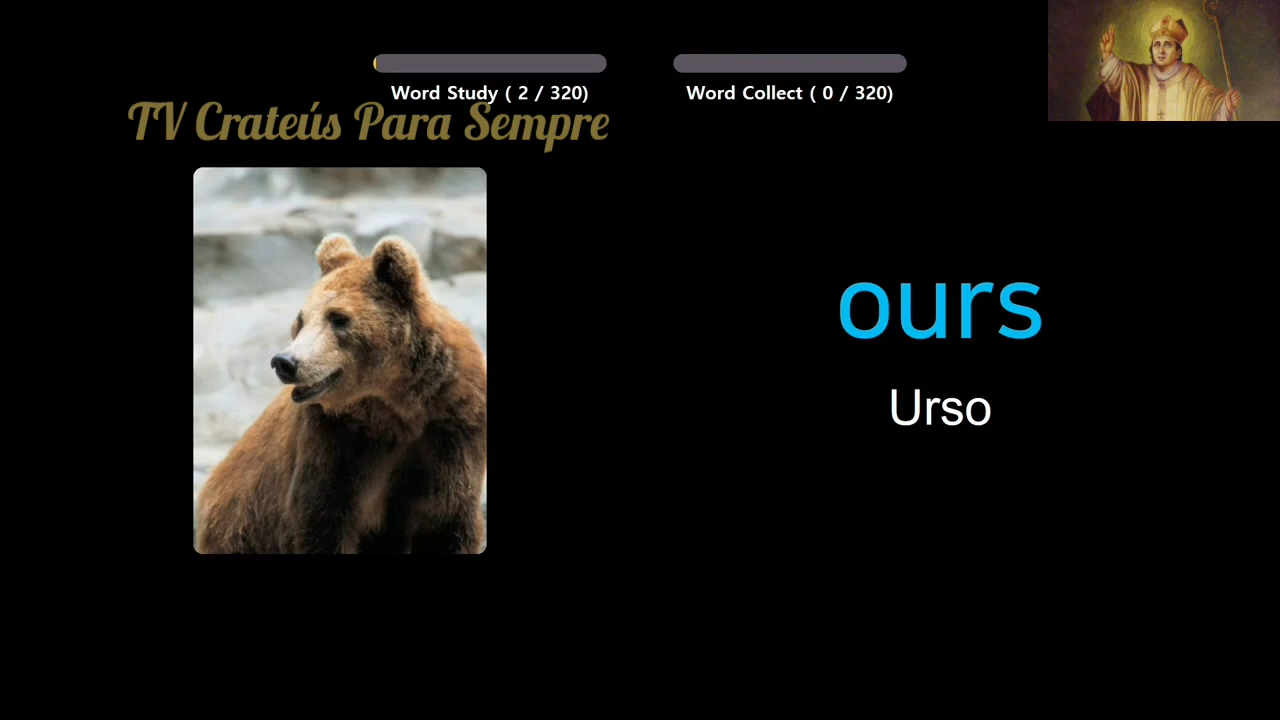 Word Study ( 2 / 320)
Word Collect ( 0 / 320)
TV Crateús Para Sempre
ours
Urso